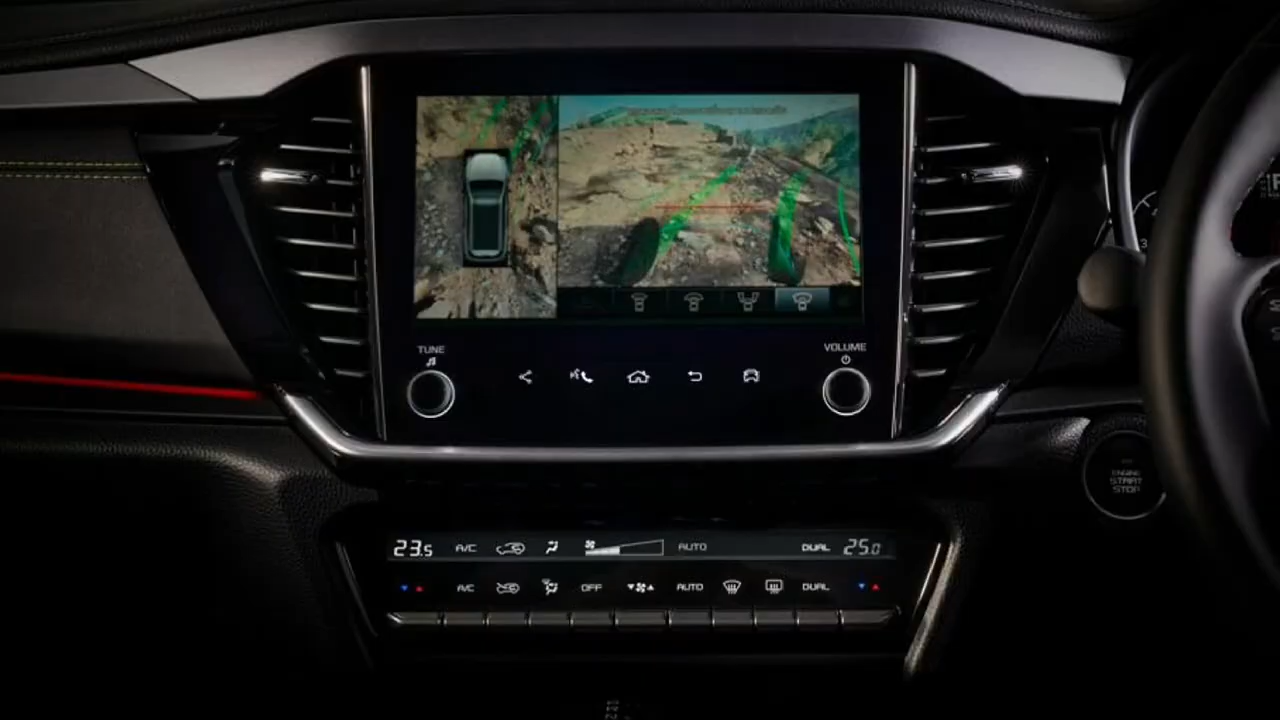 TUNE
VOLUME
ENGINE
START
STOP
23.5 A/C AUTO DUAL 25.0
A/C OFF AUTO DUAL